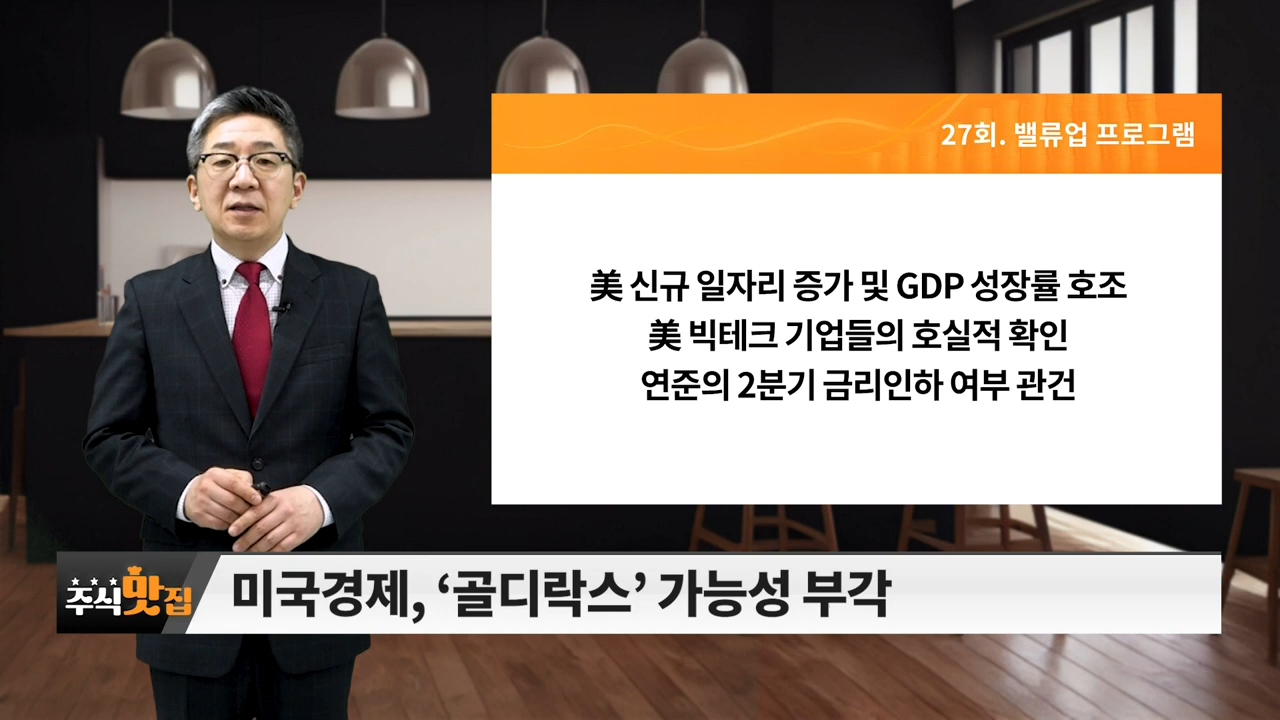 27회. 밸류업 프로그램
美 신규 일자리 증가 및 GDP 성장률 호조
美 빅테크 기업들의 호실적 확인
연준의 2분기 금리인하 여부 관건
주식맛집
미국경제, ‘골디락스’ 가능성 부각